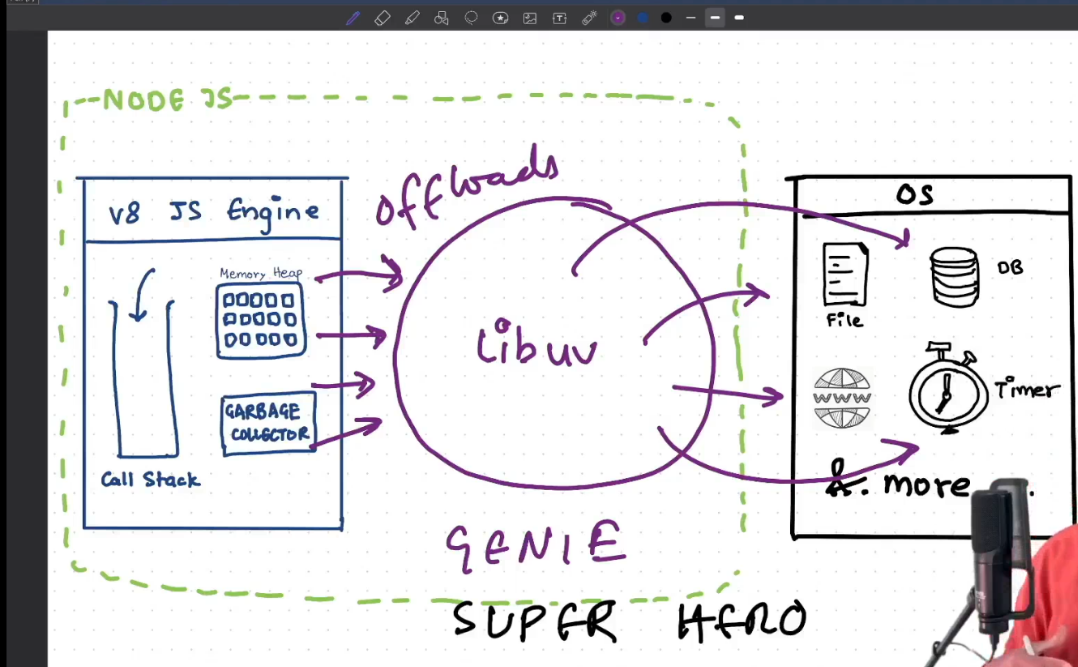 NODE JS
Offloads
V8 JS Engine
OS
Memory Heap
DB
File
Libuv
WWW
Timer
GARBAGE
COLLECTOR
Call Stack
&. more
GENIE
SUPER HERO